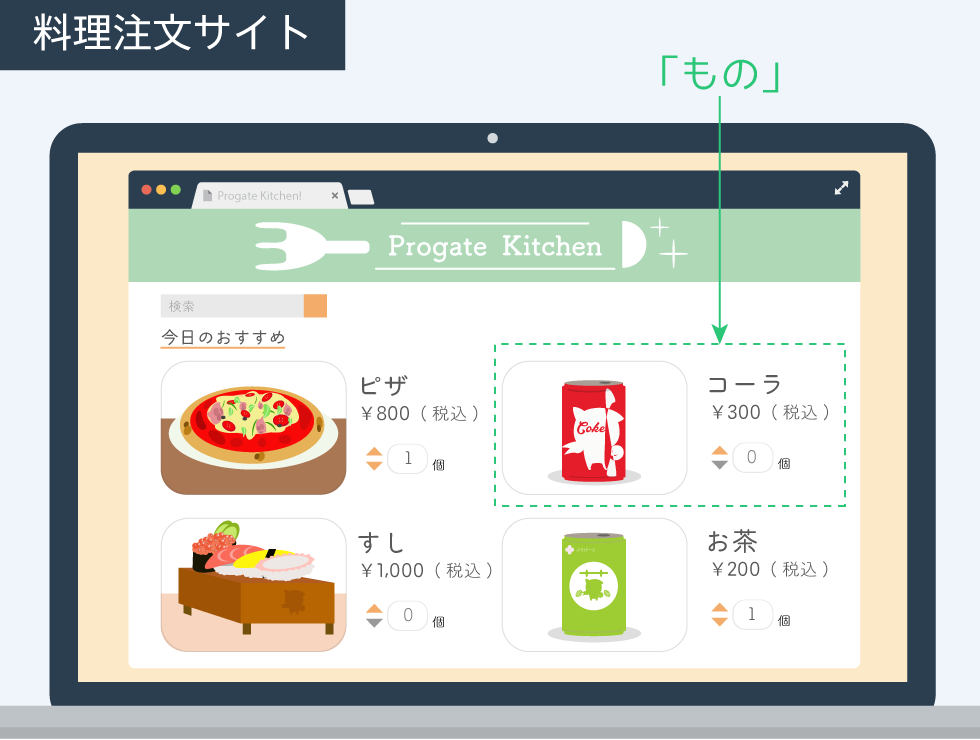 料理注文サイト
「もの」
Progate Kitchen!
Progate Kitchen
検索
今日のおすすめ
ピザ
¥800（税込）
1 個
コーラ
¥300（税込）
0 個
Coke
すし
¥1,000（税込）
0 個
お茶
¥200（税込）
1 個